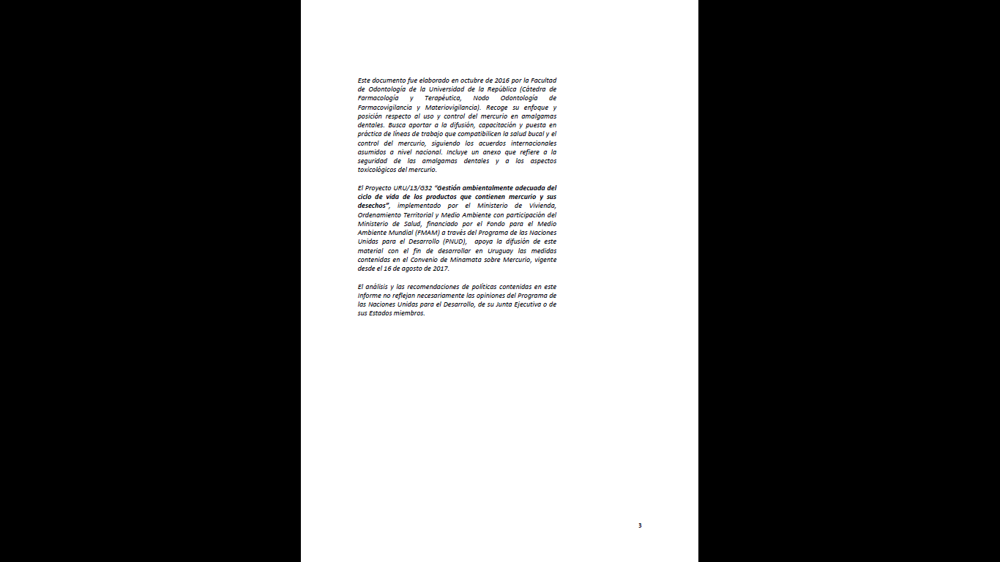 Este documento fue elaborado en octubre de 2016 por la Facultad
de Odontología de la Universidad de la República (Cátedra de
Farmacología y Terapéutica, Nodo Odontología de
Farmacovigilancia y Materiovigilancia). Recoge su enfoque y
posición respecto al uso y control del mercurio en amalgamas
dentales. Busca aportar a la difusión, capacitación y puesta en
práctica de líneas de trabajo que compatibilicen la salud bucal y el
control del mercurio, siguiendo los acuerdos internacionales
asumidos a nivel nacional. Incluye un anexo que refiere a la
seguridad de las amalgamas dentales y a los aspectos
toxicológicos del mercurio.
El Proyecto URU/13/G32 “Gestión ambientalmente adecuada del
ciclo de vida de los productos que contienen mercurio y sus
desechos”, implementado por el Ministerio de Vivienda,
Ordenamiento Territorial y Medio Ambiente con participación del
Ministerio de Salud, financiado por el Fondo para el Medio
Ambiente Mundial (FMAM) a través del Programa de las Naciones
Unidas para el Desarrollo (PNUD), apoya la difusión de este
material con el fin de desarrollar en Uruguay las medidas
contenidas en el Convenio de Minamata sobre Mercurio, vigente
desde el 16 de agosto de 2017.
El análisis y las recomendaciones de políticas contenidas en este
Informe no reflejan necesariamente las opiniones del Programa de
las Naciones Unidas para el Desarrollo, de su Junta Ejecutiva o de
sus Estados miembros.
3